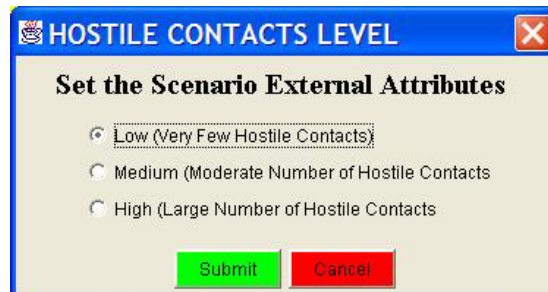 HOSTILE CONTACTS LEVEL
Set the Scenario External Attributes
Low (Very Few Hostile Contacts)
Medium (Moderate Number of Hostile Contacts
High (Large Number of Hostile Contacts
Submit Cancel